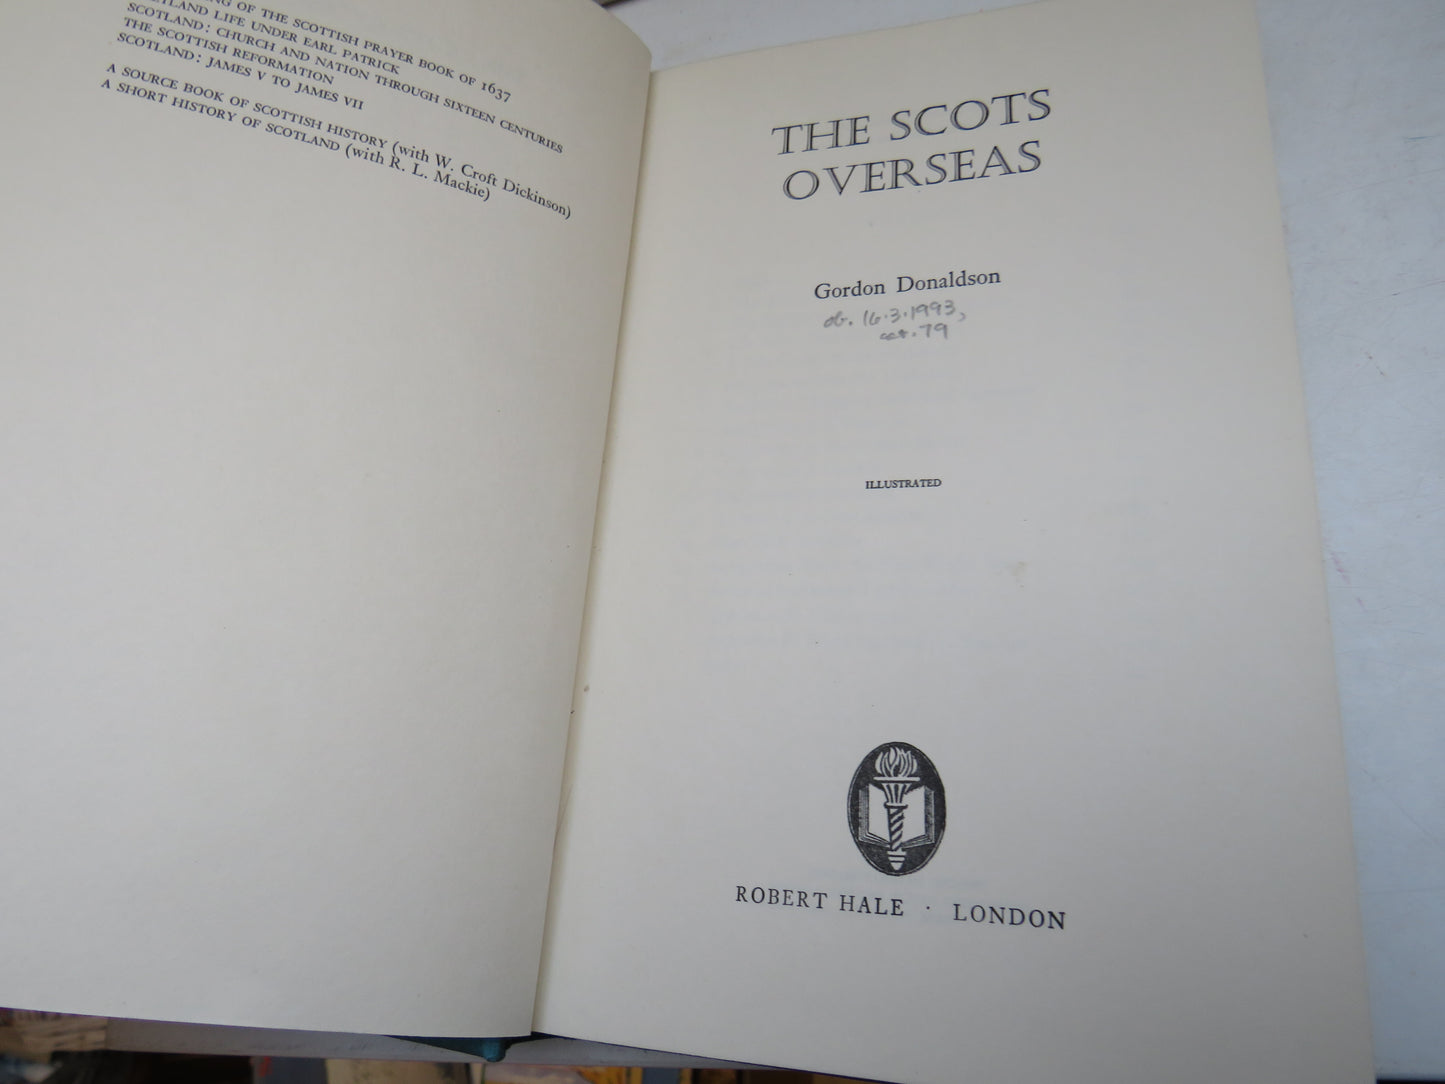 OF THE SCOTTISH PRAYER BOOK OF 1637
LIFE UNDER EARL PATRICK
SCOTLAND: CHURCH AND NATION THROUGH SIXTEEN CENTURIES
THE SCOTTISH REFORMATION
SCOTLAND: JAMES V TO JAMES VII
A SOURCE BOOK OF SCOTTISH HISTORY (with W. Croft Dickinson)
A SHORT HISTORY OF SCOTLAND (with R. L. Mackie)
THE SCOTS
OVERSEAS
Gordon Donaldson
ob. 16.3.1993,
aet. 79
ILLUSTRATED
ROBERT HALE · LONDON